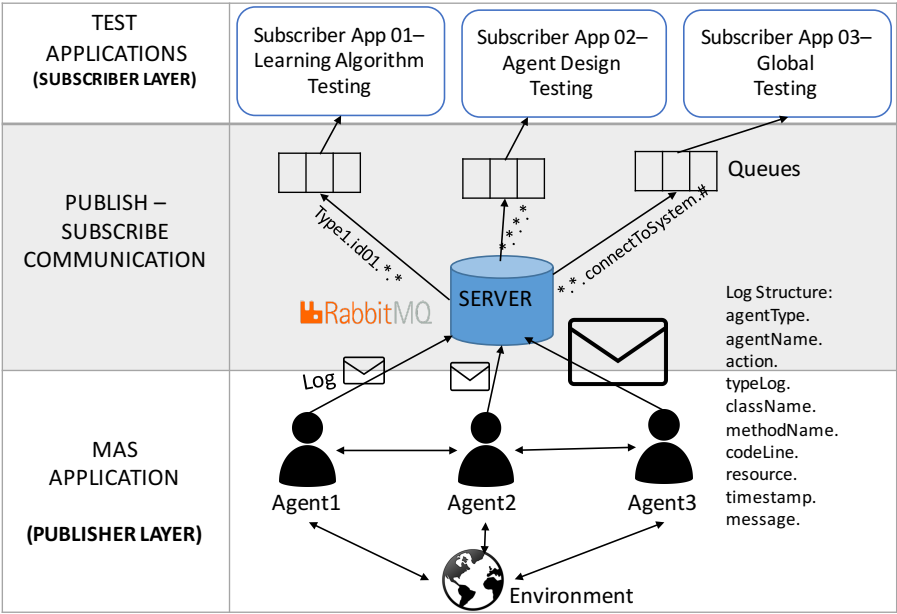 TEST
APPLICATIONS
(SUBSCRIBER LAYER)
Subscriber App 01–
Learning Algorithm
Testing
Subscriber App 02–
Agent Design
Testing
Subscriber App 03–
Global
Testing
PUBLISH –
SUBSCRIBE
COMMUNICATION
Queues
Type1.id01.*.*
*.*.*.*
*.*.connectToSystem.#
SERVER
RabbitMQ
Log Structure:
agentType.
agentName.
action.
typeLog.
className.
methodName.
codeLine.
resource.
timestamp.
message.
Log
MAS
APPLICATION
(PUBLISHER LAYER)
Agent1
Agent2
Agent3
Environment